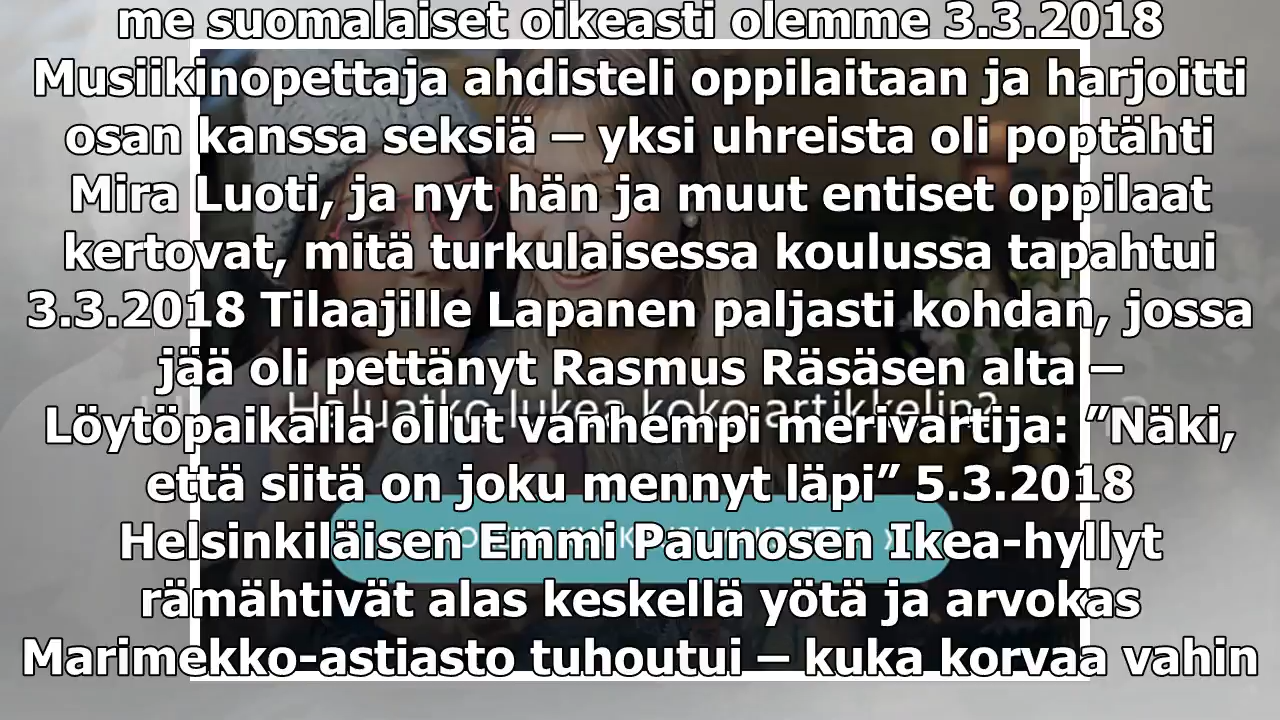 me suomalaiset oikeasti olemme 3.3.2018
Musiikinopettaja ahdisteli oppilaitaan ja harjoitti
osan kanssa seksiä – yksi uhreista oli poptähti
Mira Luoti, ja nyt hän ja muut entiset oppilaat
kertovat, mitä turkulaisessa koulussa tapahtui
3.3.2018 Tilaajille Lapanen paljasti kohdan, jossa
jää oli pettänyt Rasmus Räsäsen alta –
Haluatko lukea koko artikkelin?
Löytöpaikalla ollut vanhempi merivartija: ”Näki,
että siitä on joku mennyt läpi” 5.3.2018
Helsinkiläisen Emmi Paunosen Ikea-hyllyt
rämähtivät alas keskellä yötä ja arvokas
Marimekko-astiasto tuhoutui – kuka korvaa vahin